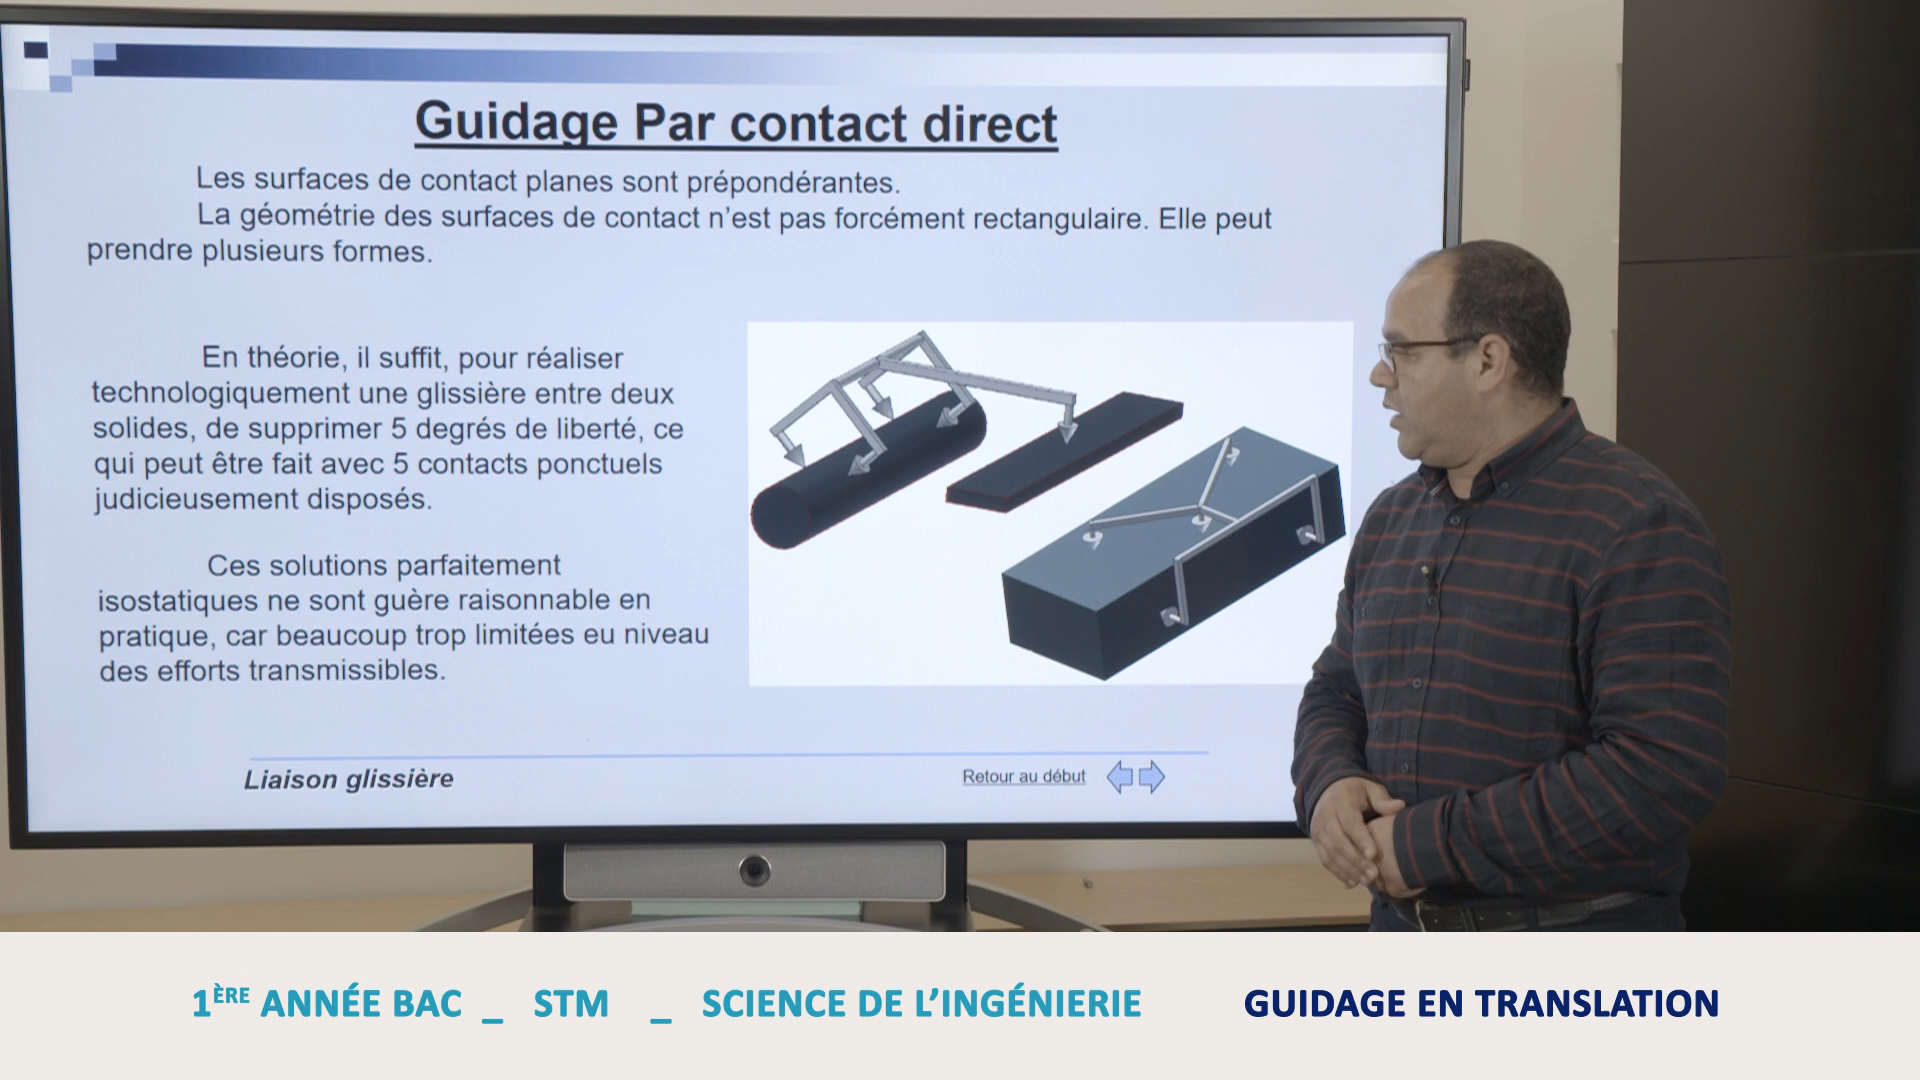 Guidage Par contact direct
Les surfaces de contact planes sont prépondérantes.
La géométrie des surfaces de contact n'est pas forcément rectangulaire. Elle peut
prendre plusieurs formes.
En théorie, il suffit, pour réaliser
technologiquement une glissière entre deux
solides, de supprimer 5 degrés de liberté, ce
qui peut être fait avec 5 contacts ponctuels
judicieusement disposés.
Ces solutions parfaitement
isostatiques ne sont guère raisonnable en
pratique, car beaucoup trop limitées eu niveau
des efforts transmissibles.
Liaison glissière
Retour au début
1ÈRE ANNÉE BAC _ STM _ SCIENCE DE L'INGÉNIERIE GUIDAGE EN TRANSLATION